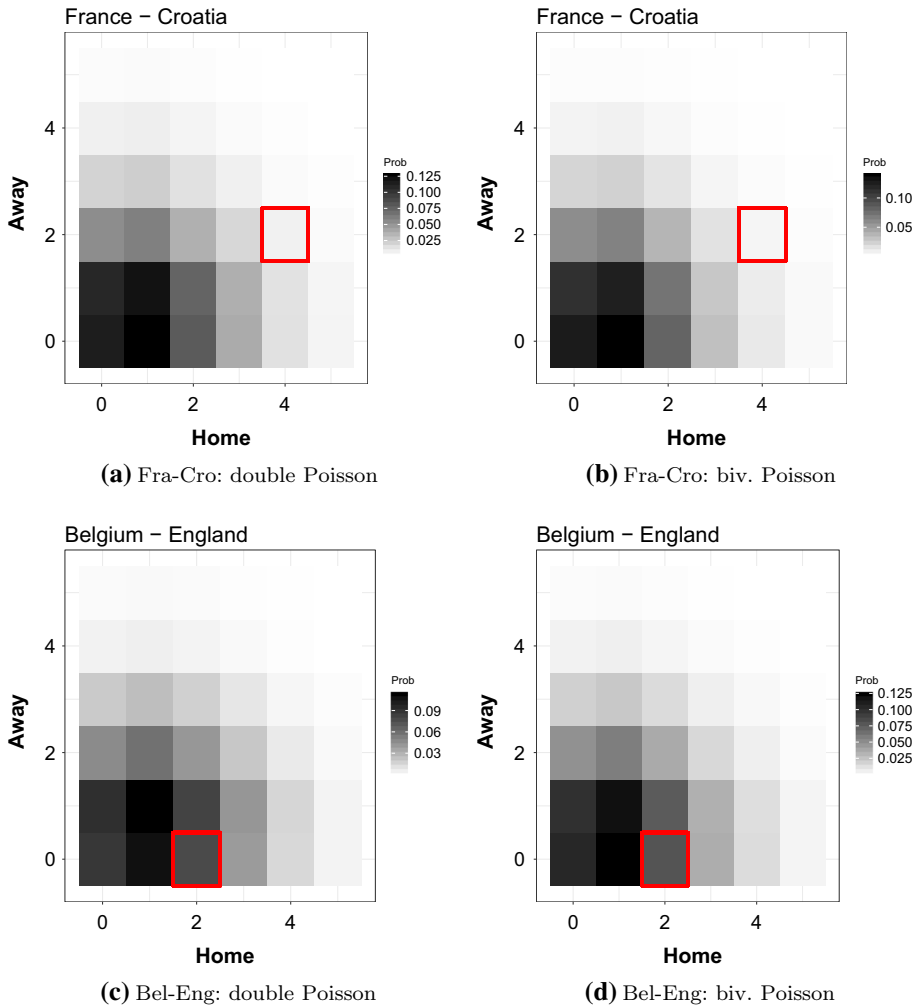 France − Croatia
4
2
0
Away
0 2 4
Home
Prob
0.125
0.100
0.075
0.050
0.025
(a) Fra-Cro: double Poisson
France − Croatia
4
2
0
Away
0 2 4
Home
Prob
0.10
0.05
(b) Fra-Cro: biv. Poisson
Belgium − England
4
2
0
Away
0 2 4
Home
Prob
0.09
0.06
0.03
(c) Bel-Eng: double Poisson
Belgium − England
4
2
0
Away
0 2 4
Home
Prob
0.125
0.100
0.075
0.050
0.025
(d) Bel-Eng: biv. Poisson